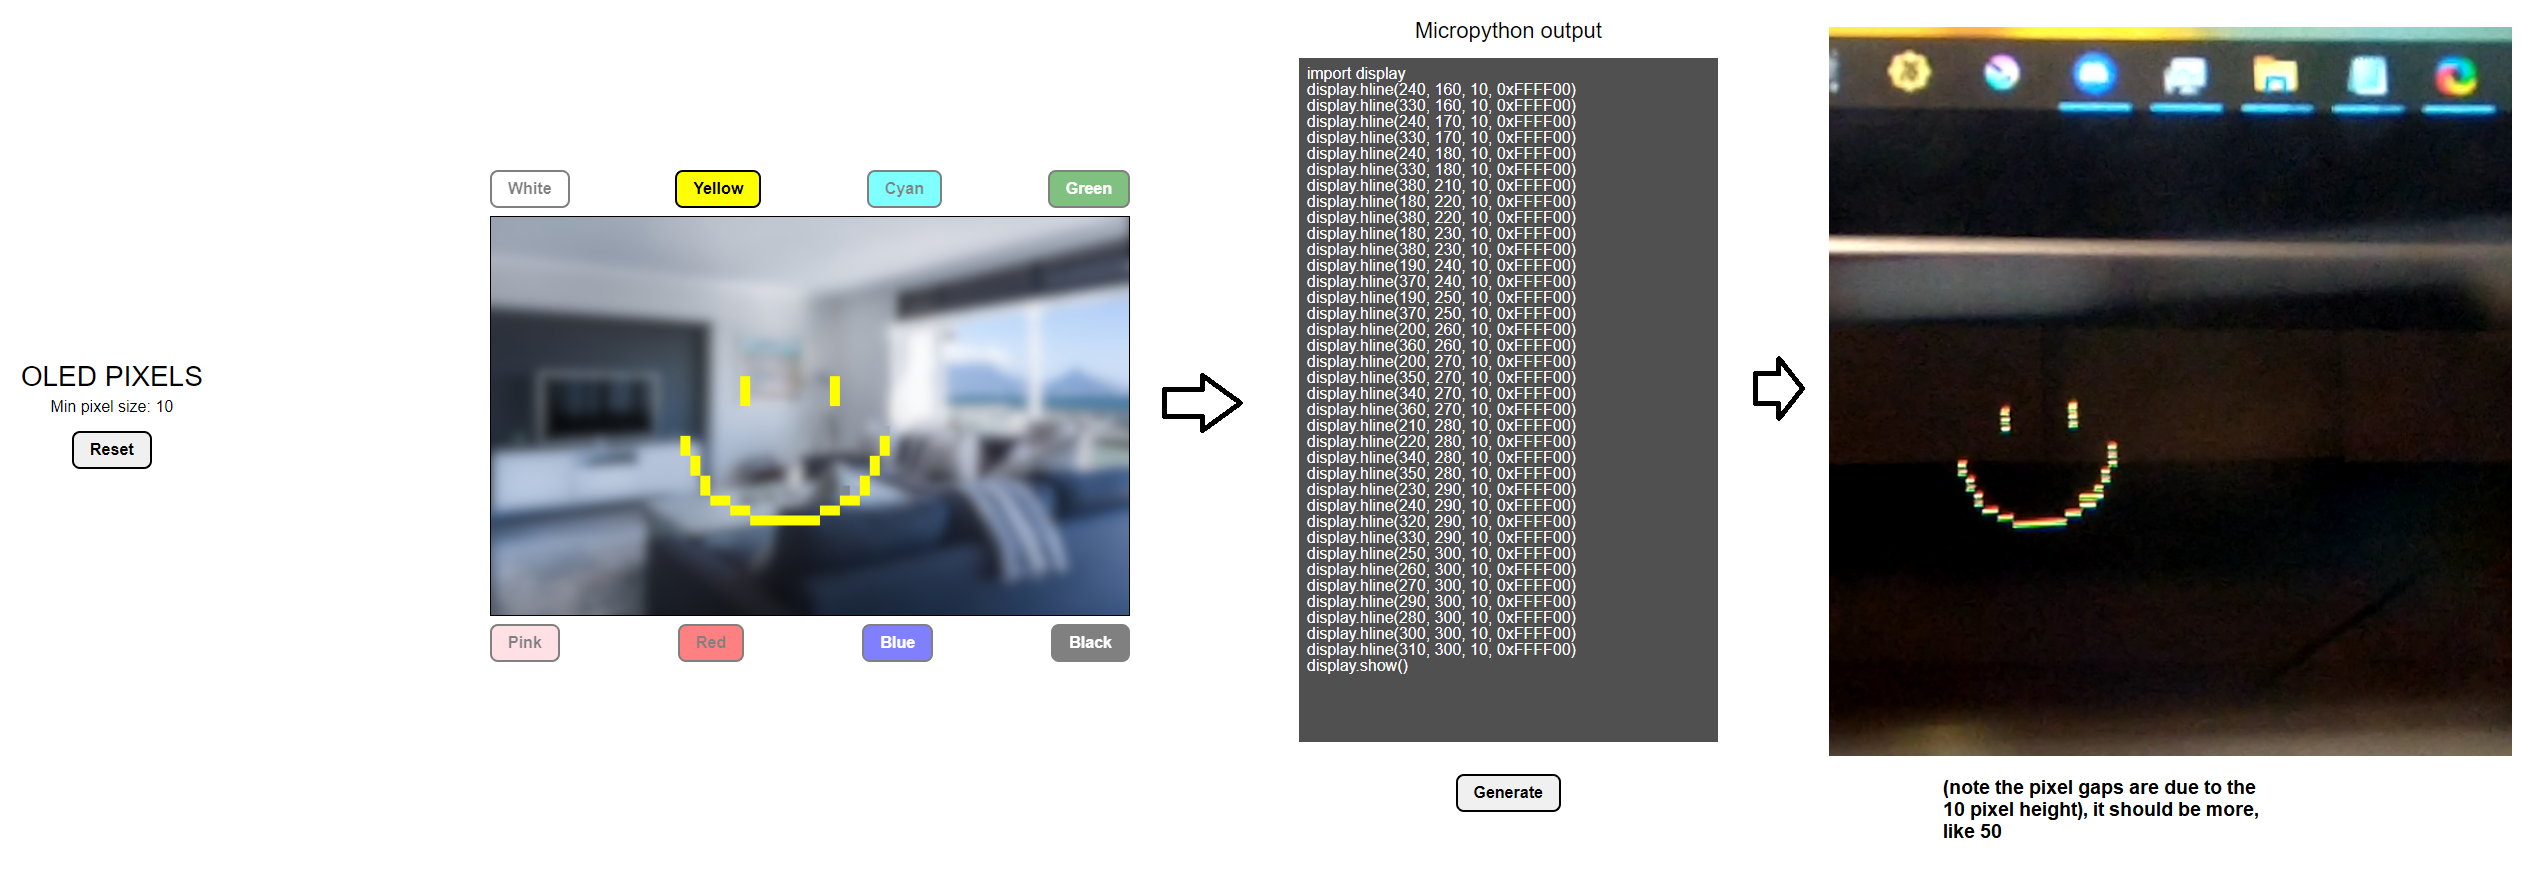 OLED PIXELS
Min pixel size: 10
Reset
White
Yellow
Cyan
Green
Pink
Red
Blue
Black
Micropython output
import display
display.hline(240, 160, 10, 0xFFFF00)
display.hline(330, 160, 10, 0xFFFF00)
display.hline(240, 170, 10, 0xFFFF00)
display.hline(330, 170, 10, 0xFFFF00)
display.hline(240, 180, 10, 0xFFFF00)
display.hline(330, 180, 10, 0xFFFF00)
display.hline(380, 210, 10, 0xFFFF00)
display.hline(180, 220, 10, 0xFFFF00)
display.hline(380, 220, 10, 0xFFFF00)
display.hline(180, 230, 10, 0xFFFF00)
display.hline(380, 230, 10, 0xFFFF00)
display.hline(190, 240, 10, 0xFFFF00)
display.hline(370, 240, 10, 0xFFFF00)
display.hline(190, 250, 10, 0xFFFF00)
display.hline(370, 250, 10, 0xFFFF00)
display.hline(200, 260, 10, 0xFFFF00)
display.hline(360, 260, 10, 0xFFFF00)
display.hline(200, 270, 10, 0xFFFF00)
display.hline(350, 270, 10, 0xFFFF00)
display.hline(340, 270, 10, 0xFFFF00)
display.hline(360, 270, 10, 0xFFFF00)
display.hline(210, 280, 10, 0xFFFF00)
display.hline(220, 280, 10, 0xFFFF00)
display.hline(340, 280, 10, 0xFFFF00)
display.hline(350, 280, 10, 0xFFFF00)
display.hline(230, 290, 10, 0xFFFF00)
display.hline(240, 290, 10, 0xFFFF00)
display.hline(320, 290, 10, 0xFFFF00)
display.hline(330, 290, 10, 0xFFFF00)
display.hline(250, 300, 10, 0xFFFF00)
display.hline(260, 300, 10, 0xFFFF00)
display.hline(270, 300, 10, 0xFFFF00)
display.hline(290, 300, 10, 0xFFFF00)
display.hline(280, 300, 10, 0xFFFF00)
display.hline(300, 300, 10, 0xFFFF00)
display.hline(310, 300, 10, 0xFFFF00)
display.show()
Generate
(note the pixel gaps are due to the
10 pixel height), it should be more,
like 50